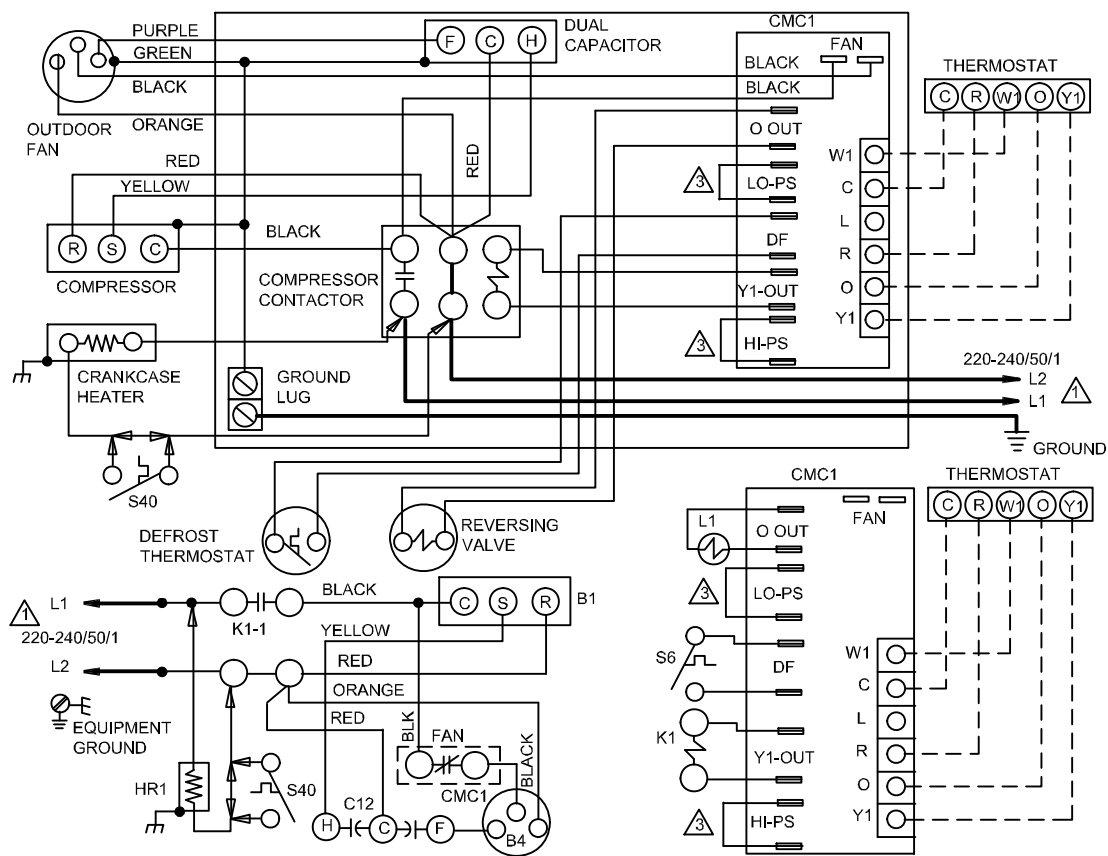 PURPLE
GREEN
BLACK
ORANGE
OUTDOOR
FAN
RED
YELLOW
F C H
DUAL
CAPACITOR
RED
R S C
COMPRESSOR
BLACK
COMPRESSOR
CONTACTOR
CRANKCASE
HEATER
GROUND
LUG
S40
CMC1
FAN
BLACK
BLACK
O OUT
3
LO-PS
DF
Y1-OUT
3
HI-PS
W1
C
L
R
O
Y1
THERMOSTAT
C R W1 O Y1
220-240/50/1
L2
L1
1
GROUND
DEFROST
THERMOSTAT
REVERSING
VALVE
1
L1
220-240/50/1
L2
K1-1
BLACK
C S R
B1
YELLOW
RED
ORANGE
RED
EQUIPMENT
GROUND
HR1
S40
BLK
FAN
CMC1
BLACK
C12
H C F
B4
CMC1
FAN
L1
O OUT
3
LO-PS
S6
DF
K1
Y1-OUT
3
HI-PS
W1
C
L
R
O
Y1
THERMOSTAT
C R W1 O Y1